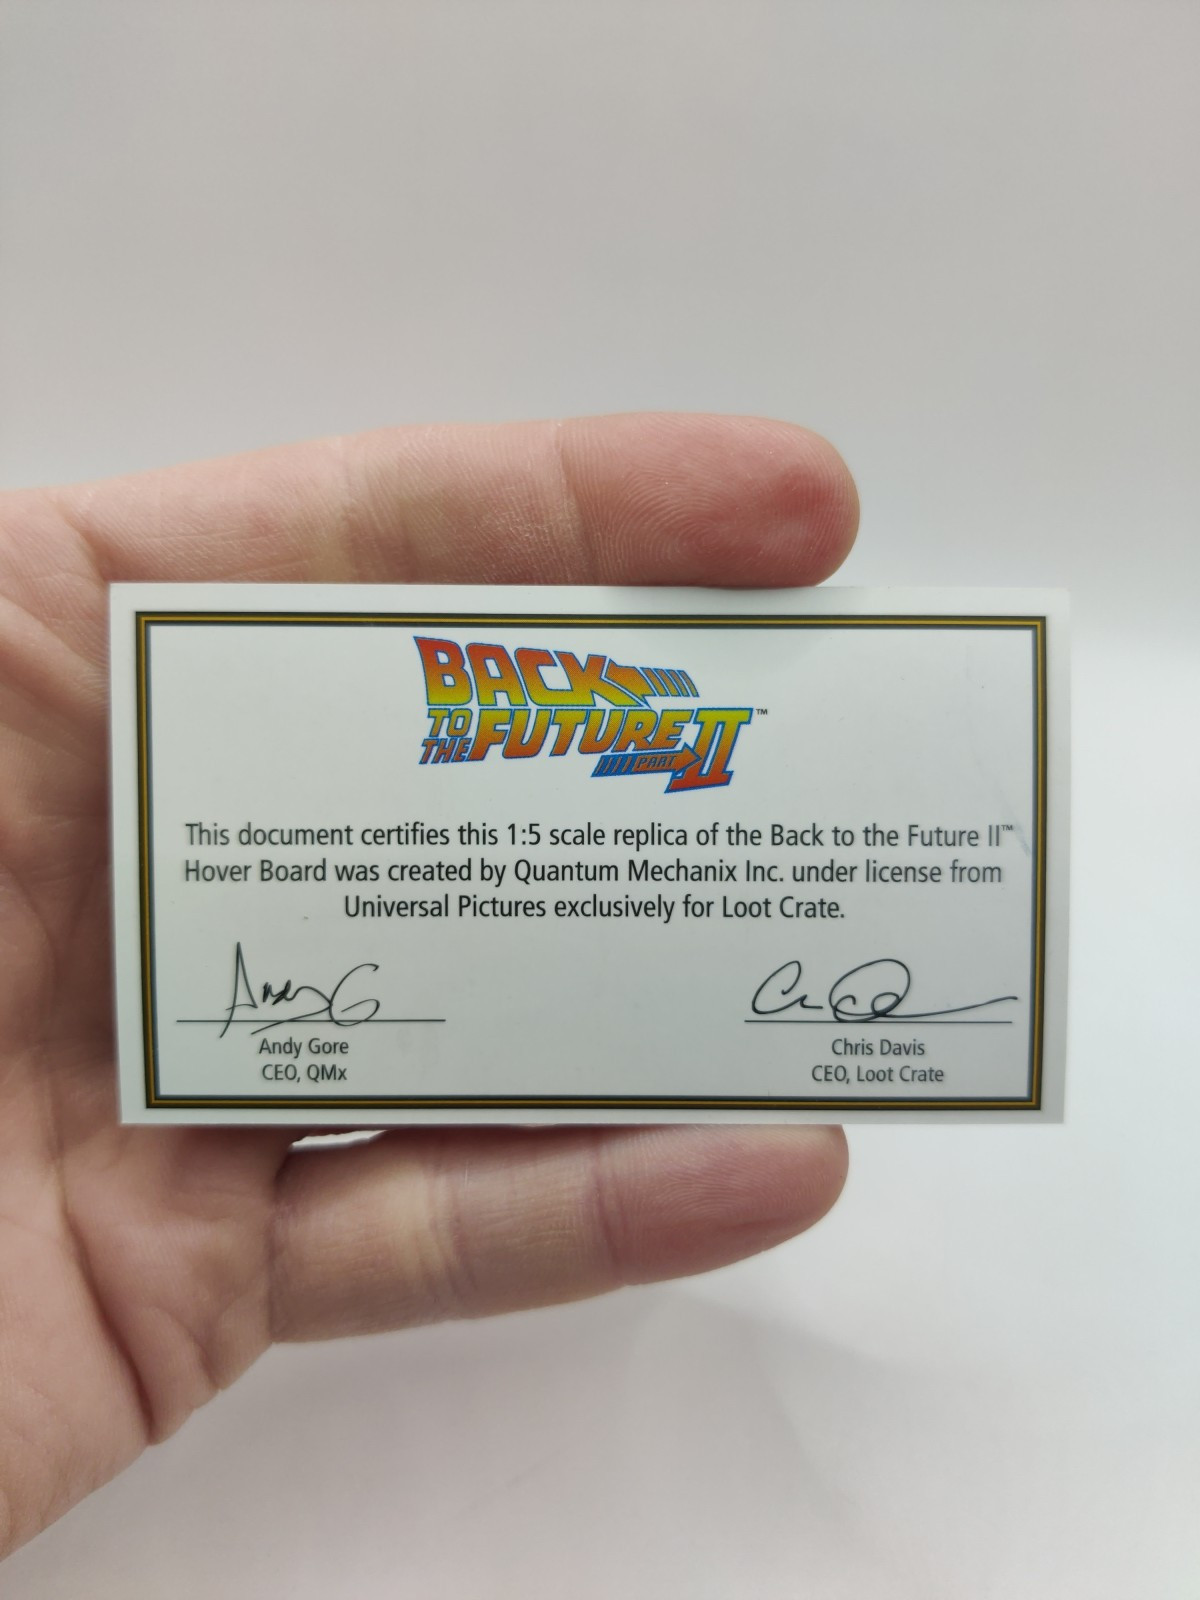 BACK
TO THE FUTURE
PART II™
This document certifies this 1:5 scale replica of the Back to the Future II™
Hover Board was created by Quantum Mechanix Inc. under license from
Universal Pictures exclusively for Loot Crate.
Andy G
Andy Gore
CEO, QMx
Chris Davis
CEO, Loot Crate